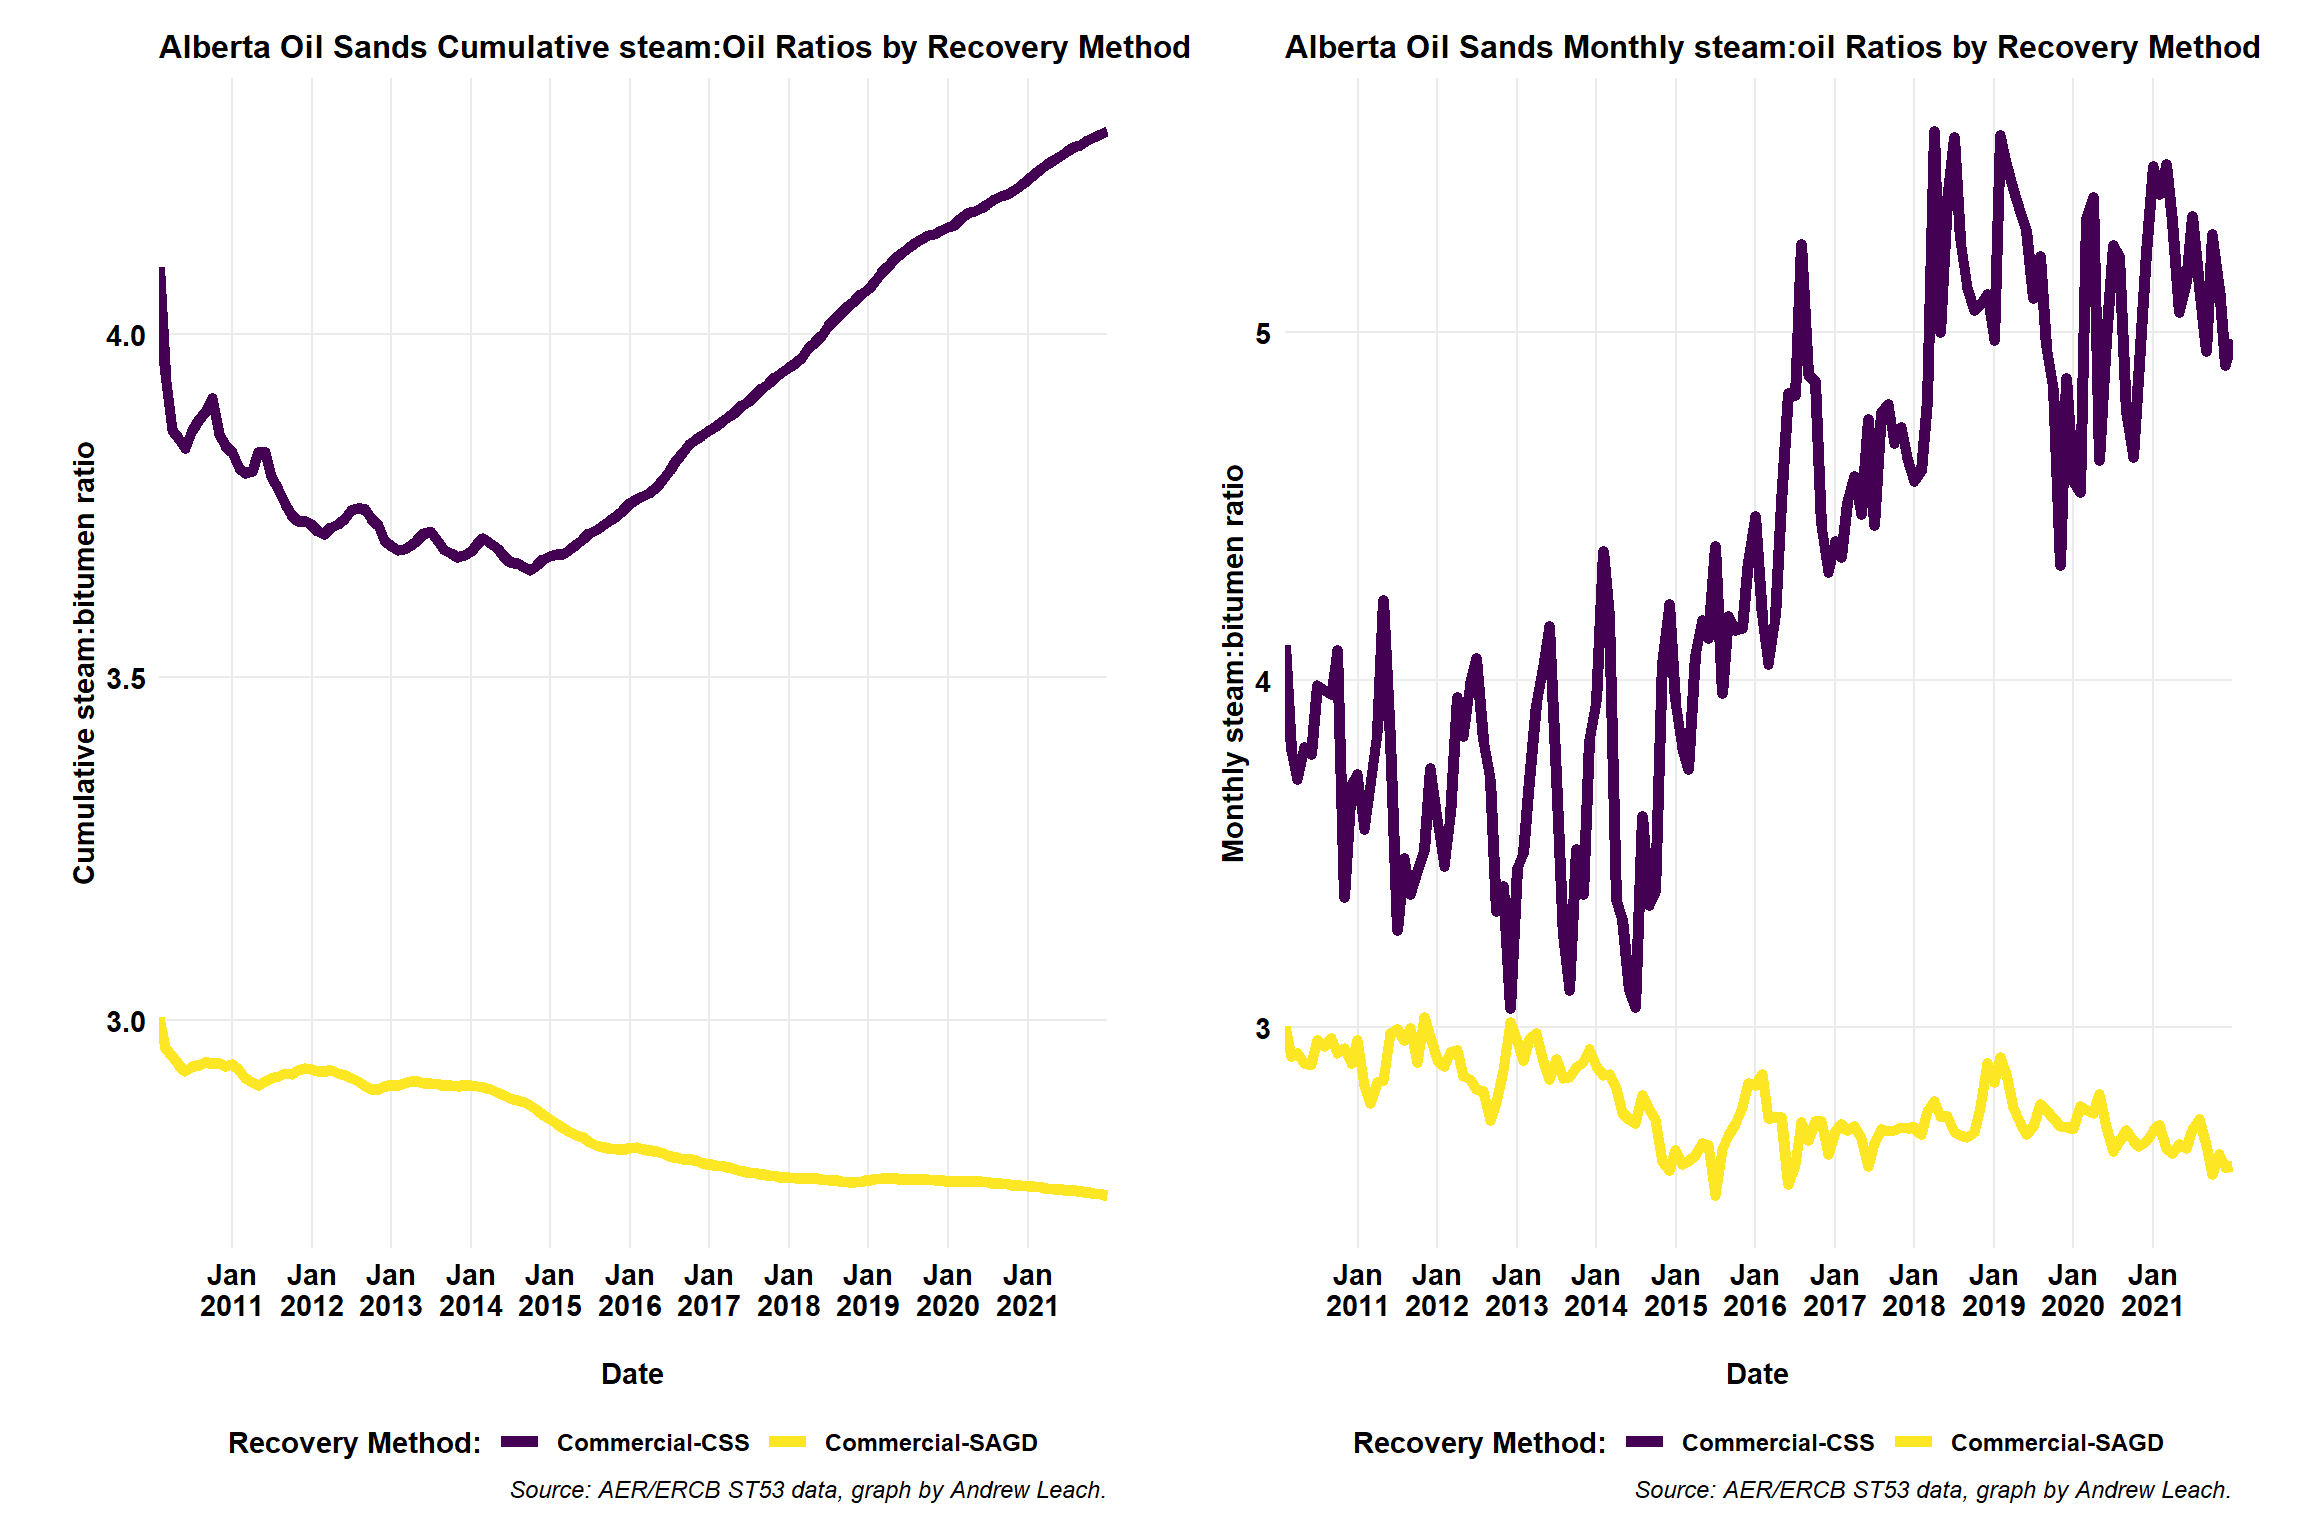 Alberta Oil Sands Cumulative steam:Oil Ratios by Recovery Method
Cumulative steam:bitumen ratio
4.0
3.5
3.0
Jan 2011
Jan 2012
Jan 2013
Jan 2014
Jan 2015
Jan 2016
Jan 2017
Jan 2018
Jan 2019
Jan 2020
Jan 2021
Date
Recovery Method: Commercial-CSS Commercial-SAGD
Source: AER/ERCB ST53 data, graph by Andrew Leach.
Alberta Oil Sands Monthly steam:oil Ratios by Recovery Method
Monthly steam:bitumen ratio
5
4
3
Jan 2011
Jan 2012
Jan 2013
Jan 2014
Jan 2015
Jan 2016
Jan 2017
Jan 2018
Jan 2019
Jan 2020
Jan 2021
Date
Recovery Method: Commercial-CSS Commercial-SAGD
Source: AER/ERCB ST53 data, graph by Andrew Leach.